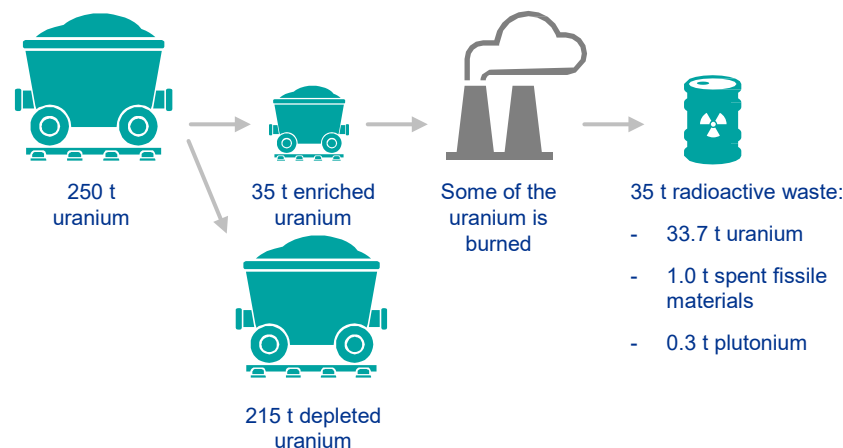 250 t
uranium
35 t enriched
uranium
Some of the
uranium is
burned
35 t radioactive waste:
- 33.7 t uranium
- 1.0 t spent fissile
materials
- 0.3 t plutonium
215 t depleted
uranium